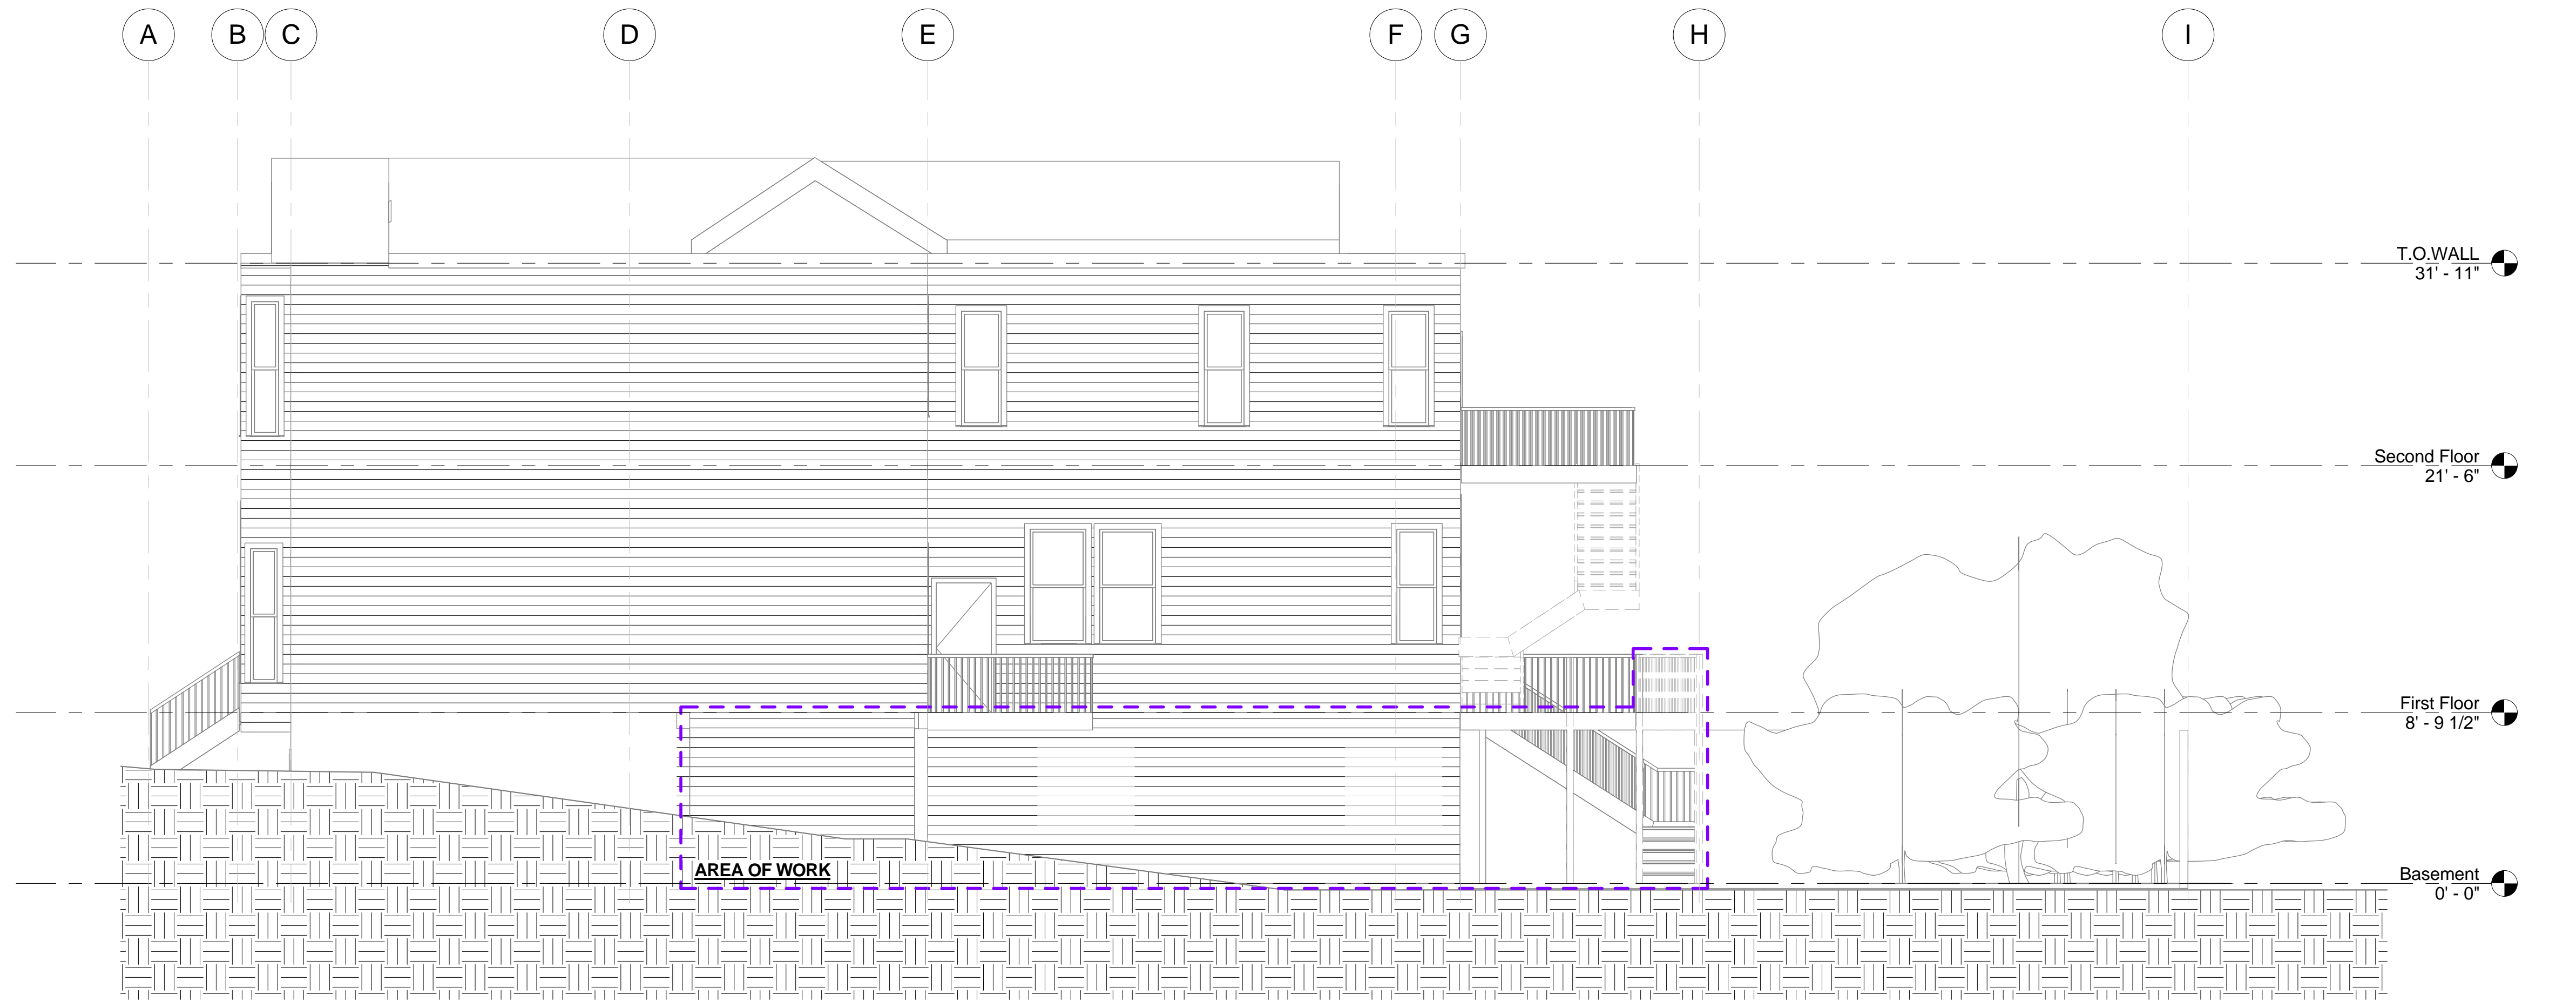 A B C D E F G H I
T.O.WALL
31' - 11"
Second Floor
21' - 6"
First Floor
8' - 9 1/2"
AREA OF WORK
Basement
0' - 0"